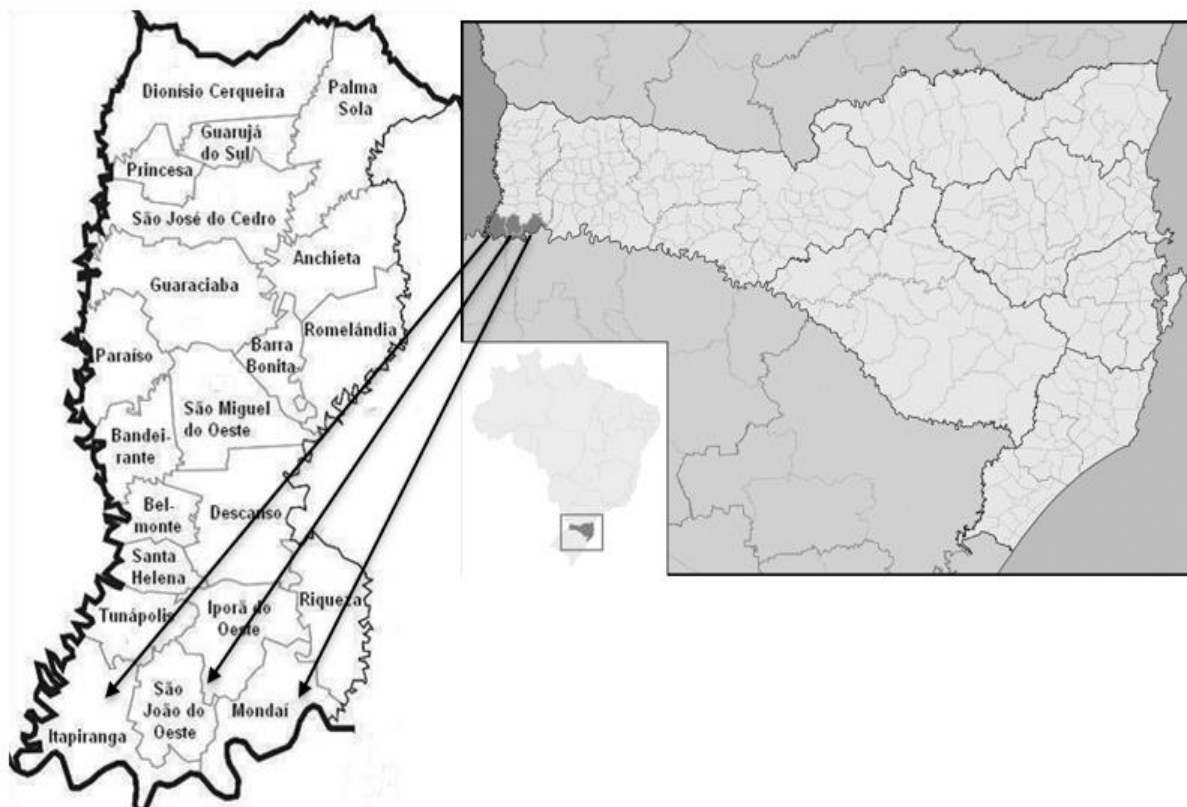 Dionísio Cerqueira
Palma
Sola
Guarujá
do Sul
Princesa
São José do Cedro
Anchieta
Guaraciaba
Romelándia
Barra
Bonita
Paraíso
São Miguel
do Oeste
Bandei-
rante
Bel-
monte
Descanso
Santa
Helena
Tunápolis
Iporã do
Oeste
Riqueza
São
João do
Oeste
Mondaí
Itapiranga